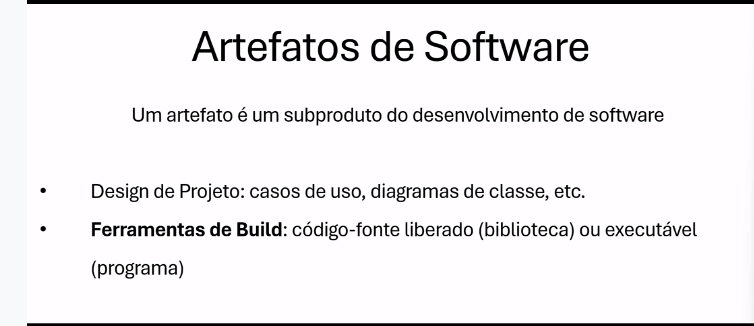 Artefatos de Software
Um artefato é um subproduto do desenvolvimento de software
• Design de Projeto: casos de uso, diagramas de classe, etc.
• Ferramentas de Build: código-fonte liberado (biblioteca) ou executável
(programa)